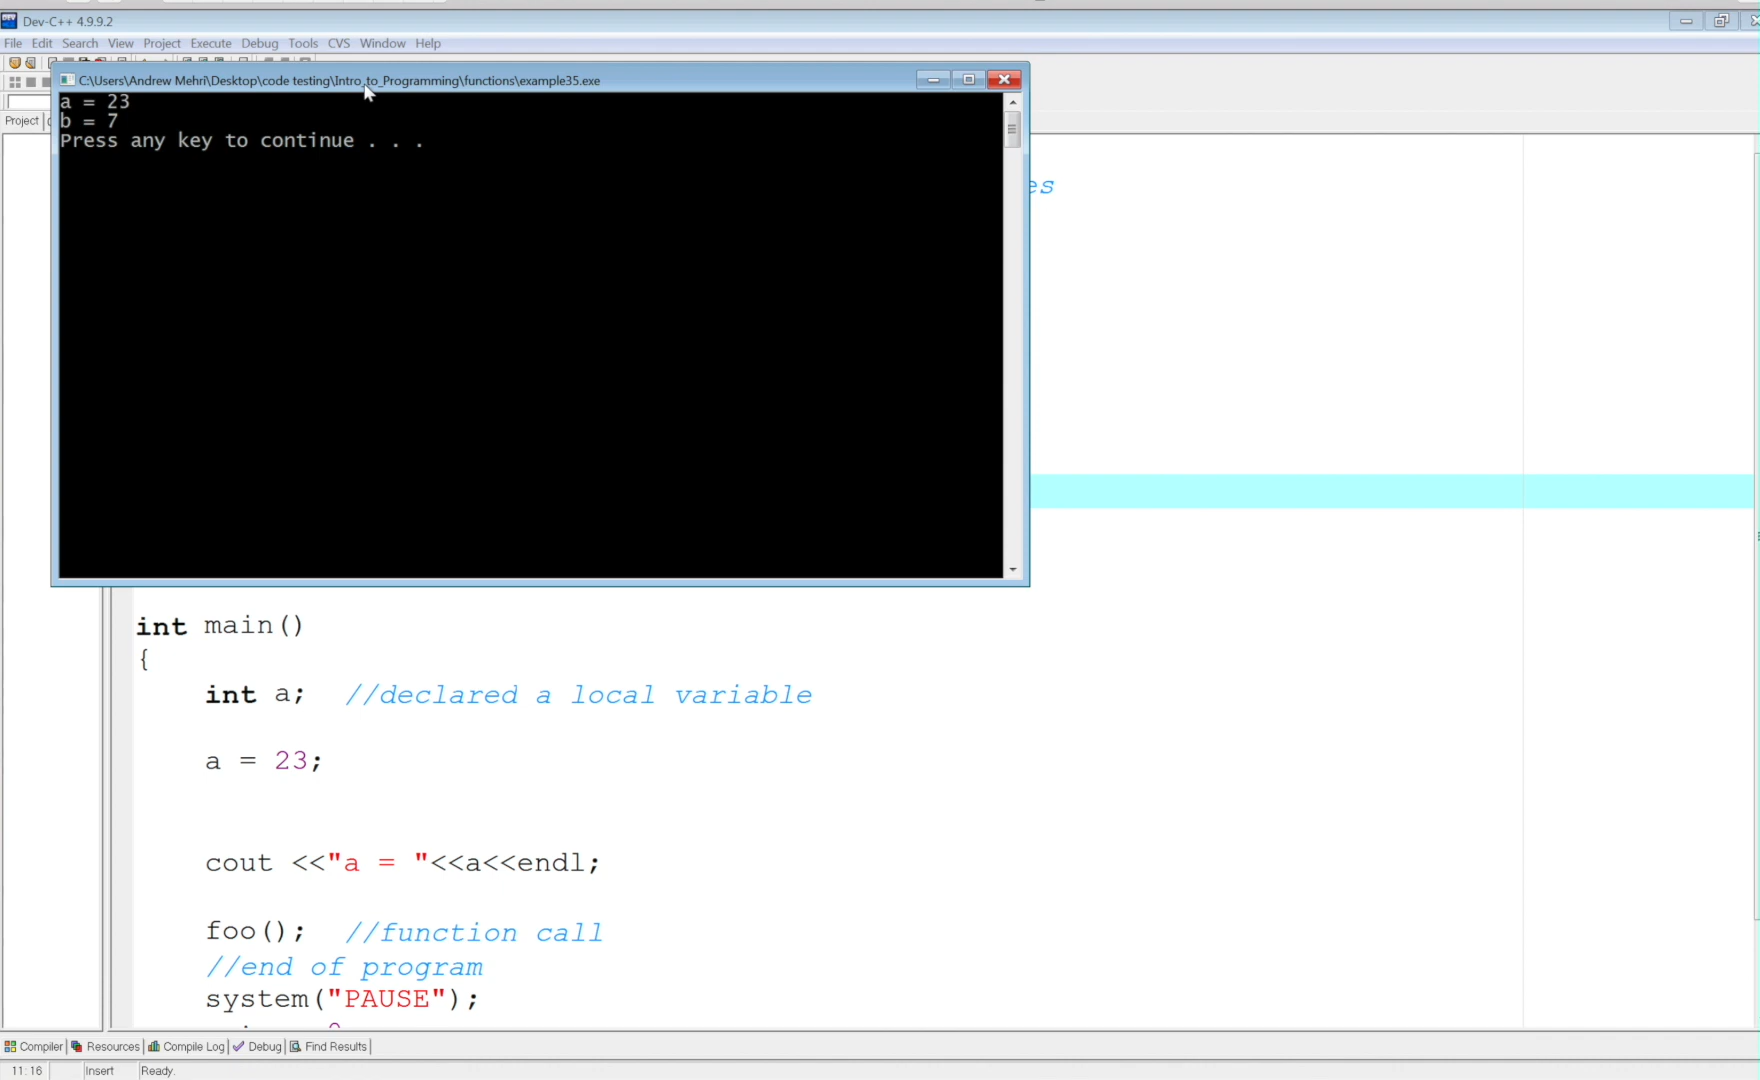 Dev-C++ 4.9.9.2
File Edit Search View Project Execute Debug Tools CVS Window Help
C:\Users\Andrew Mehri\Desktop\code testing\Intro_to_Programming\functions\example35.exe
a = 23
b = 7
Project
Press any key to continue . . .
es
int main()
{
int a; //declared a local variable
a = 23;
cout <<"a = "<<a<<endl;
foo(); //function call
//end of program
system("PAUSE");
Compiler Resources Compile Log Debug Find Results
11: 16 Insert Ready.